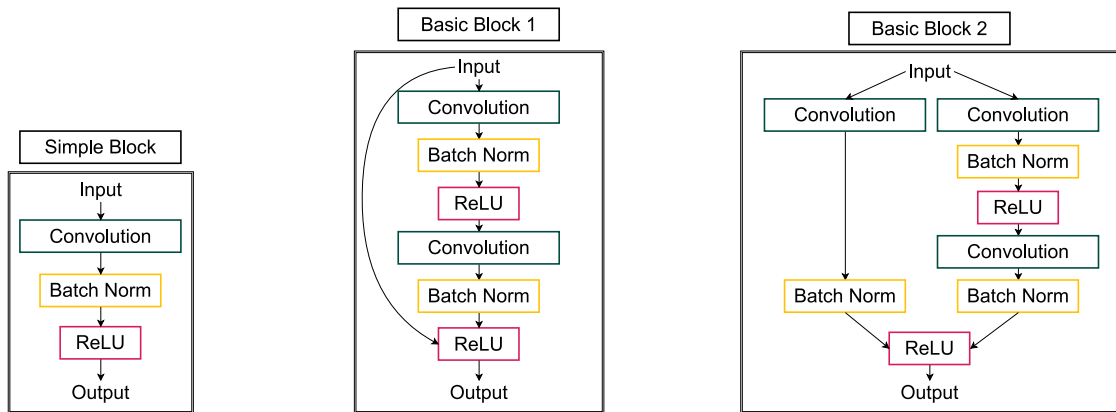 Simple Block
Input
Convolution
Batch Norm
ReLU
Output
Basic Block 1
Input
Convolution
Batch Norm
ReLU
Convolution
Batch Norm
ReLU
Output
Basic Block 2
Input
Convolution
Convolution
Batch Norm
ReLU
Convolution
Batch Norm
Batch Norm
ReLU
Output